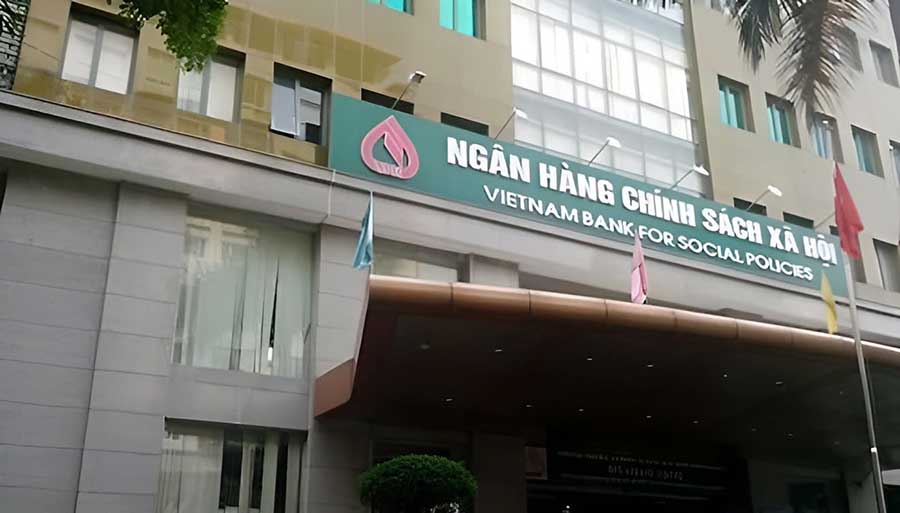 NGÂN HÀNG CHÍNH SÁCH XÃ HỘI
VIETNAM BANK FOR SOCIAL POLICIES